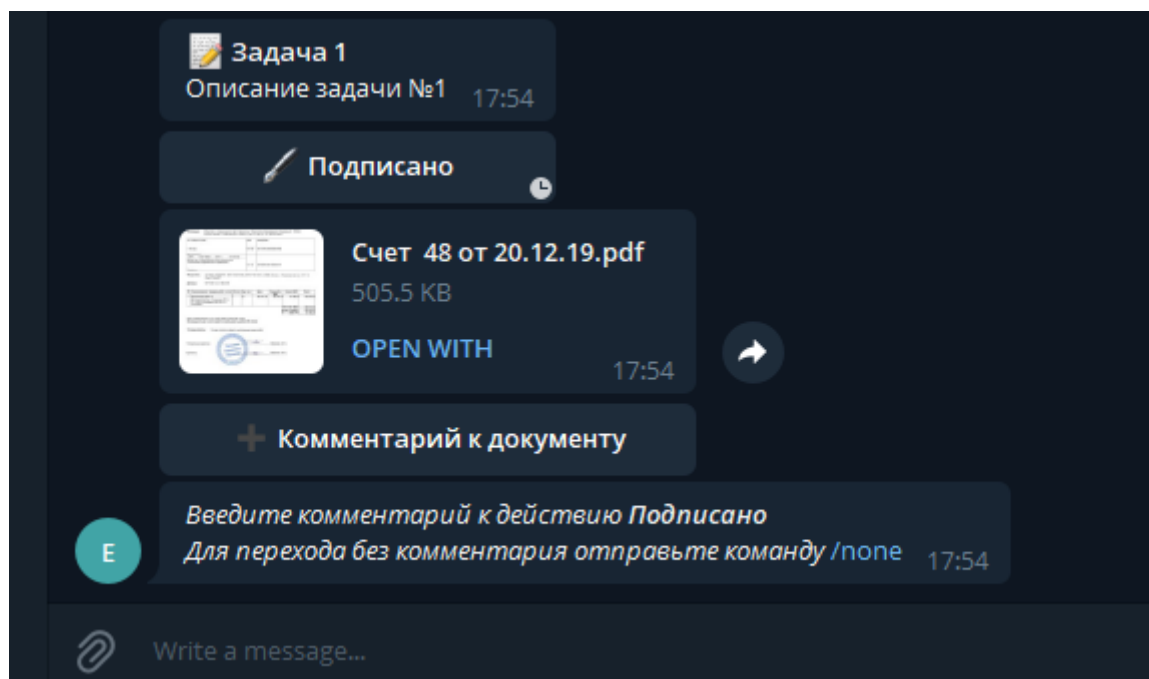 Задача 1
Описание задачи №1 17:54
Подписано
Счет 48 от 20.12.19.pdf
505.5 KB
OPEN WITH
17:54
Комментарий к документу
Введите комментарий к действию Подписано
E
Для перехода без комментария отправьте команду /none 17:54
Write a message...